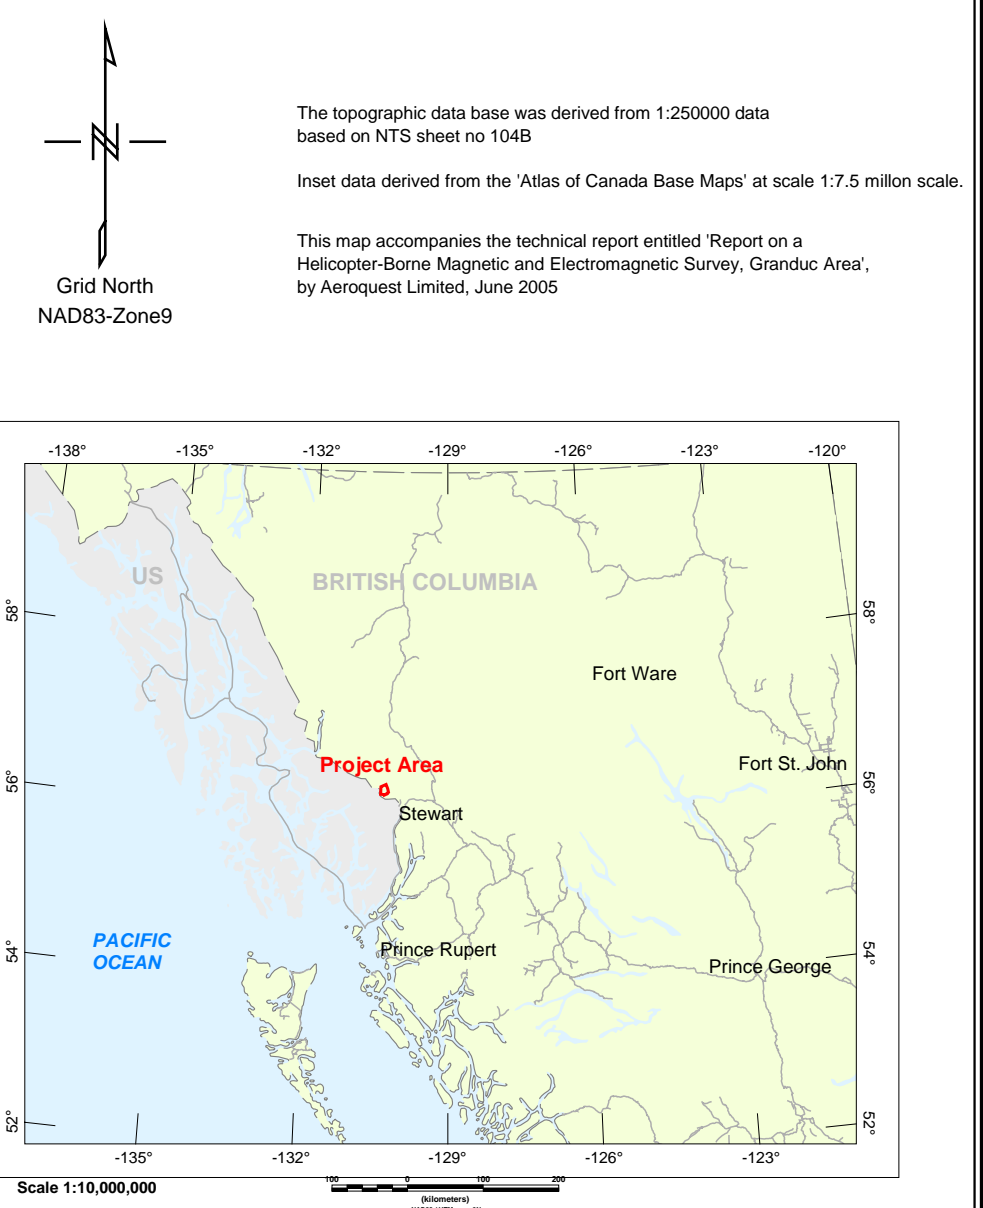 N
Grid North
NAD83-Zone9
The topographic data base was derived from 1:250000 data
based on NTS sheet no 104B
Inset data derived from the 'Atlas of Canada Base Maps' at scale 1:7.5 millon scale.
This map accompanies the technical report entitled 'Report on a
Helicopter-Borne Magnetic and Electromagnetic Survey, Granduc Area',
by Aeroquest Limited, June 2005
-138° -135° -132° -129° -126° -123° -120°
US
BRITISH COLUMBIA
58° 58°
Fort Ware
Project Area
Fort St. John
56° 56°
Stewart
PACIFIC
OCEAN
Prince Rupert
54° 54°
Prince George
52° 52°
-135° -132° -129° -126° -123°
Scale 1:10,000,000
100 0 100 200
(kilometers)